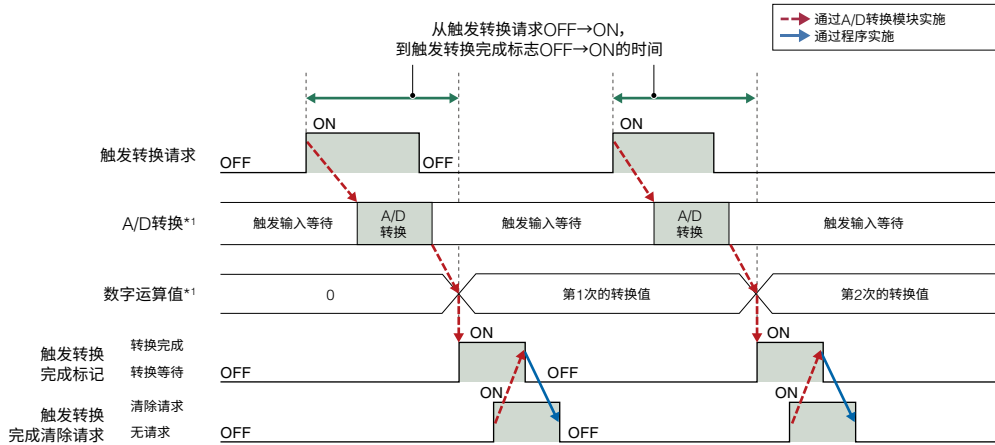 通过A/D转换模块实施
通过程序实施
从触发转换请求OFF→ON，
到触发转换完成标志OFF→ON的时间
ON
ON
触发转换请求
OFF
OFF
A/D转换*1
触发输入等待
A/D
转换
触发输入等待
A/D
转换
触发输入等待
数字运算值*1
0
第1次的转换值
第2次的转换值
ON
ON
触发转换
完成标记
转换完成
转换等待
OFF
OFF
ON
ON
触发转换
完成清除请求
清除请求
无请求
OFF
OFF